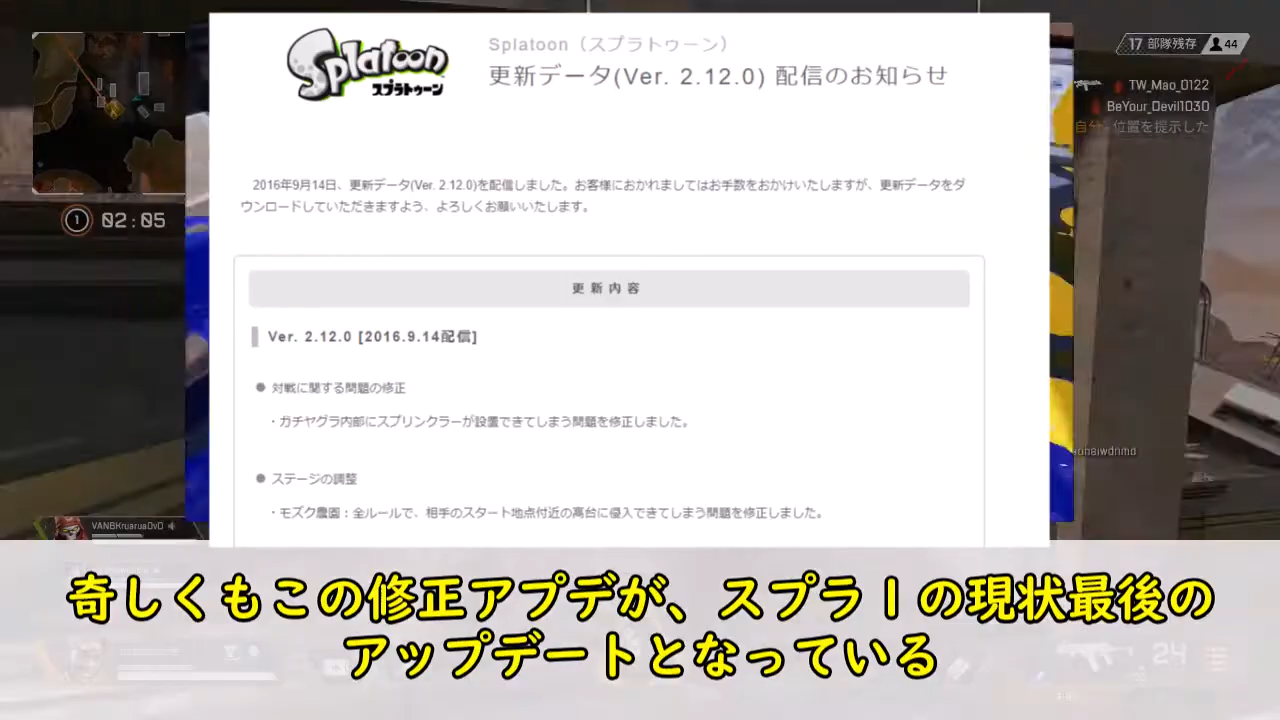 Splatoon
スプラトゥーン
Splatoon（スプラトゥーン）
更新データ(Ver. 2.12.0) 配信のお知らせ
17 部隊残存 44
TW_Mao_0122
BeYour_Devil1030
自分 位置を提示した
2016年9月14日、更新データ(Ver. 2.12.0)を配信しました。お客様におかれましてはお手数をおかけいたしますが、更新データをダ
ウンロードしていただきますよう、よろしくお願いいたします。
1 02:05
更新内容
Ver. 2.12.0 [2016.9.14配信]
● 対戦に関する問題の修正
・ガチヤグラ内部にスプリンクラーが設置できてしまう問題を修正しました。
● ステージの調整
・モズク農園：全ルールで、相手のスタート地点付近の高台に侵入できてしまう問題を修正しました。
VANBKruaruaOvO
奇しくもこの修正アプデが、スプラ１の現状最後の
アップデートとなっている
24